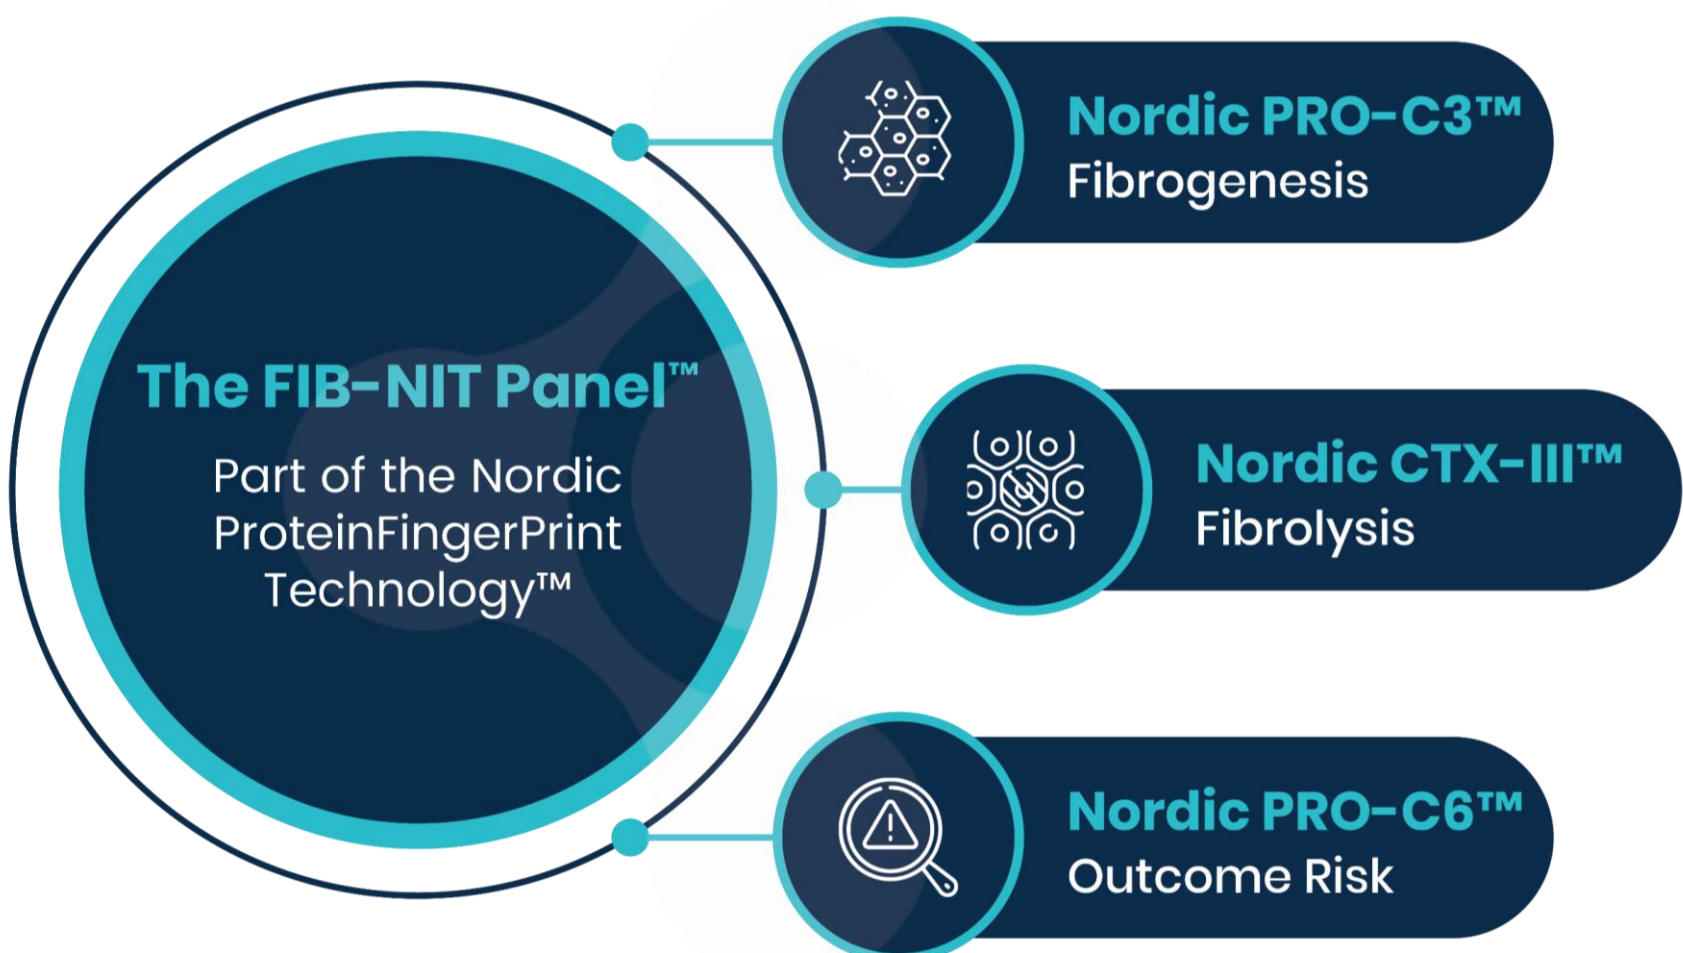 The FIB-NIT Panel™
Part of the Nordic
ProteinFingerPrint
Technology™
Nordic PRO-C3™
Fibrogenesis
Nordic CTX-III™
Fibrolysis
Nordic PRO-C6™
Outcome Risk